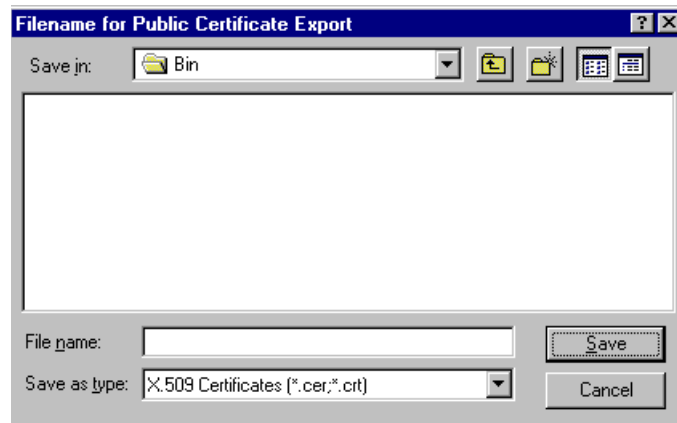 Filename for Public Certificate Export
Save in: Bin
File name: Save
Save as type: X.509 Certificates (*.cer;*.crt) Cancel